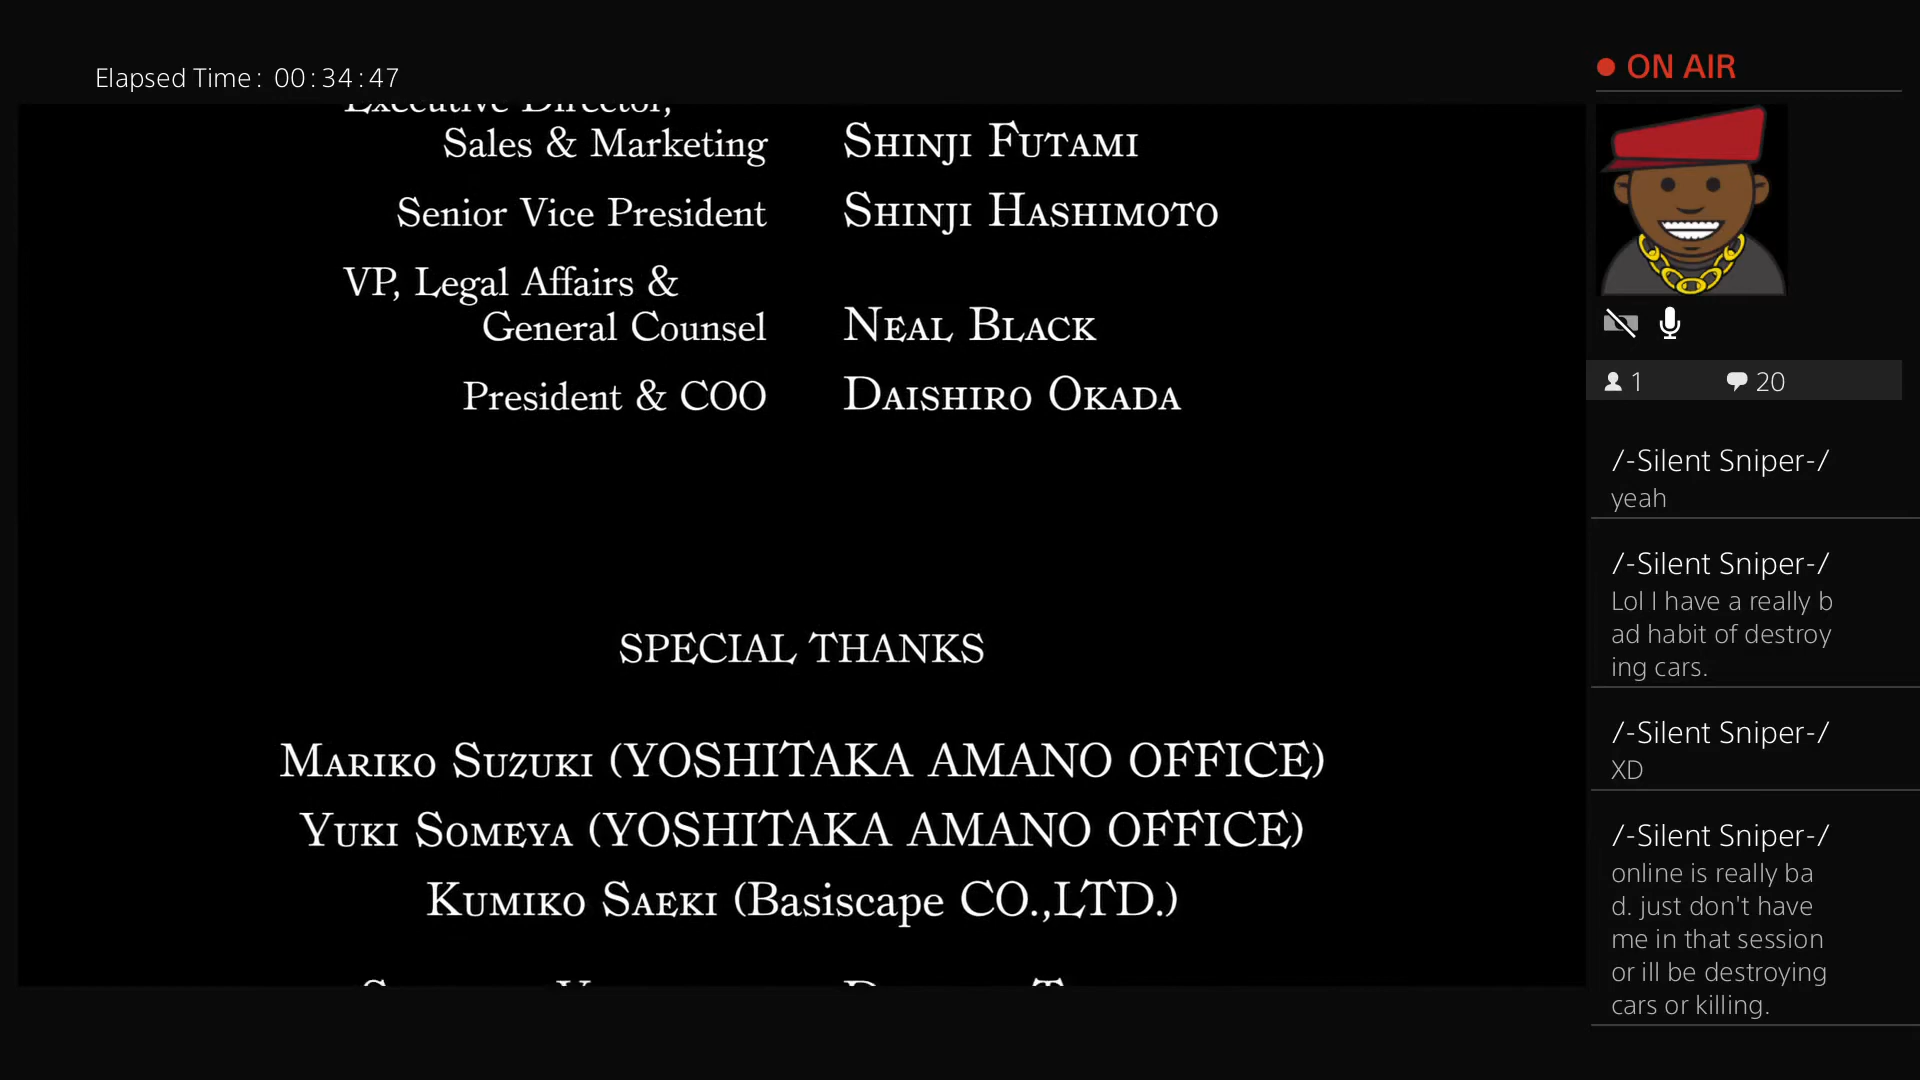 Elapsed Time: 00:34:47
ON AIR
Executive Director,
Sales & Marketing SHINJI FUTAMI
Senior Vice President SHINJI HASHIMOTO
VP, Legal Affairs &
General Counsel NEAL BLACK
President & COO DAISHIRO OKADA
SPECIAL THANKS
MARIKO SUZUKI (YOSHITAKA AMANO OFFICE)
YUKI SOMEYA (YOSHITAKA AMANO OFFICE)
KUMIKO SAEKI (Basiscape CO.,LTD.)
1 20
/-Silent Sniper-/
yeah
/-Silent Sniper-/
Lol I have a really b
ad habit of destroy
ing cars.
/-Silent Sniper-/
XD
/-Silent Sniper-/
online is really ba
d. just don't have
me in that session
or ill be destroying
cars or killing.